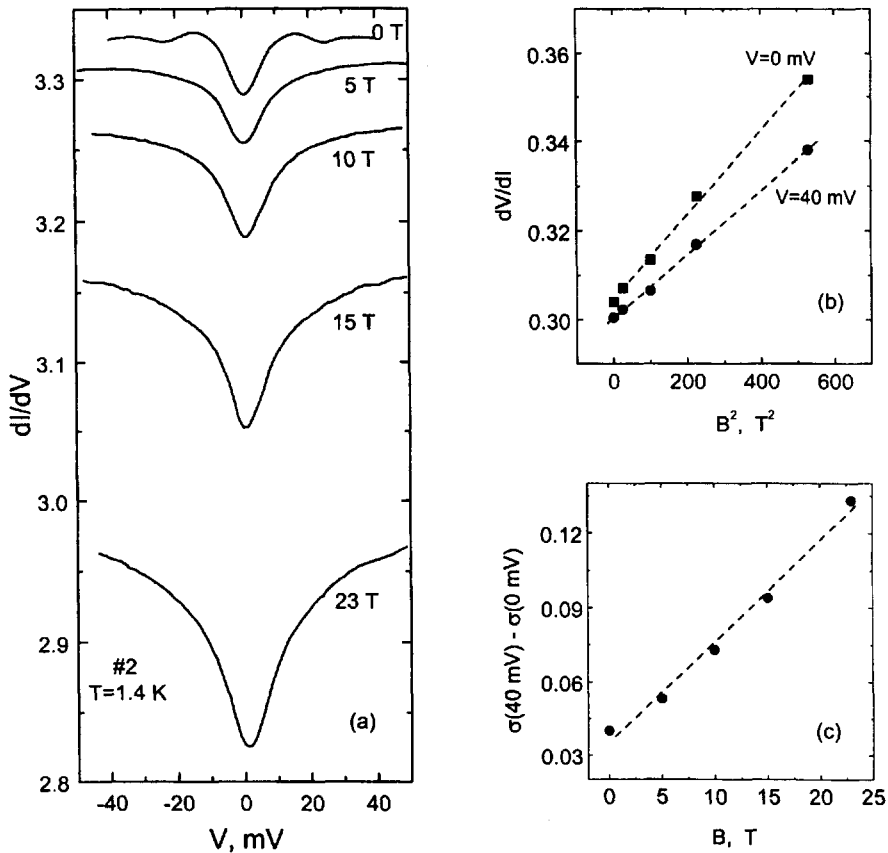 dI/dV
3.3
3.2
3.1
3.0
2.9
2.8
0 T
5 T
10 T
15 T
23 T
#2
T=1.4 K
(a)
-40
-20
0
20
40
V, mV
dV/dI
0.36
0.34
0.32
0.30
V=0 mV
V=40 mV
(b)
0
200
400
600
B², T²
σ(40 mV) - σ(0 mV)
0.12
0.09
0.06
0.03
(c)
0
5
10
15
20
25
B, T